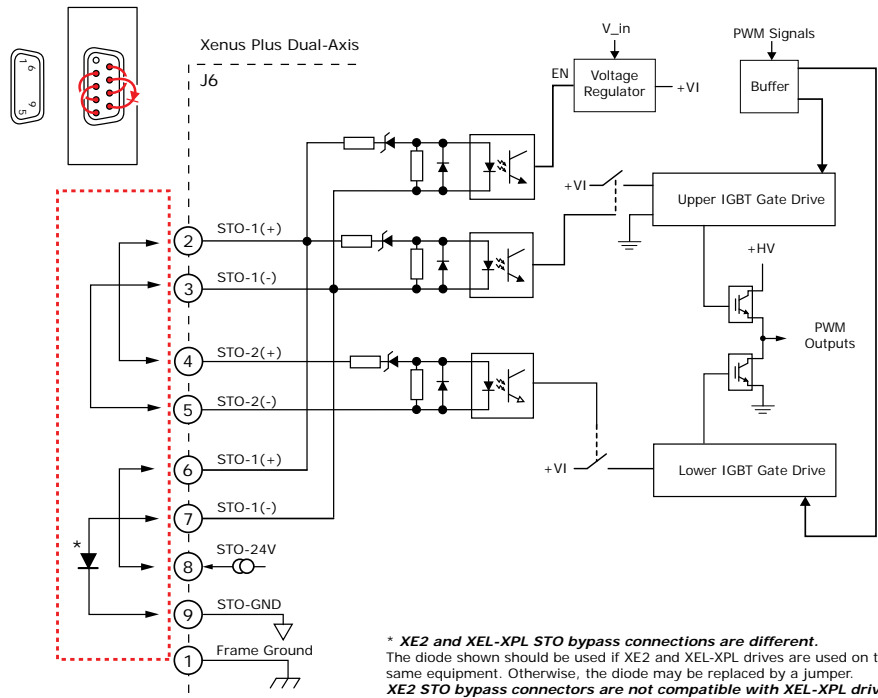 1
6
9
5
Xenus Plus Dual-Axis
J6
V_in
PWM Signals
EN
Voltage
Regulator
+VI
Buffer
+VI
Upper IGBT Gate Drive
+HV
2
STO-1(+)
3
STO-1(-)
PWM
Outputs
4
STO-2(+)
5
STO-2(-)
6
STO-1(+)
+VI
Lower IGBT Gate Drive
7
STO-1(-)
*
8
STO-24V
9
STO-GND
1
Frame Ground
* XE2 and XEL-XPL STO bypass connections are different.
The diode shown should be used if XE2 and XEL-XPL drives are used on t
same equipment. Otherwise, the diode may be replaced by a jumper.
XE2 STO bypass connectors are not compatible with XEL-XPL driv